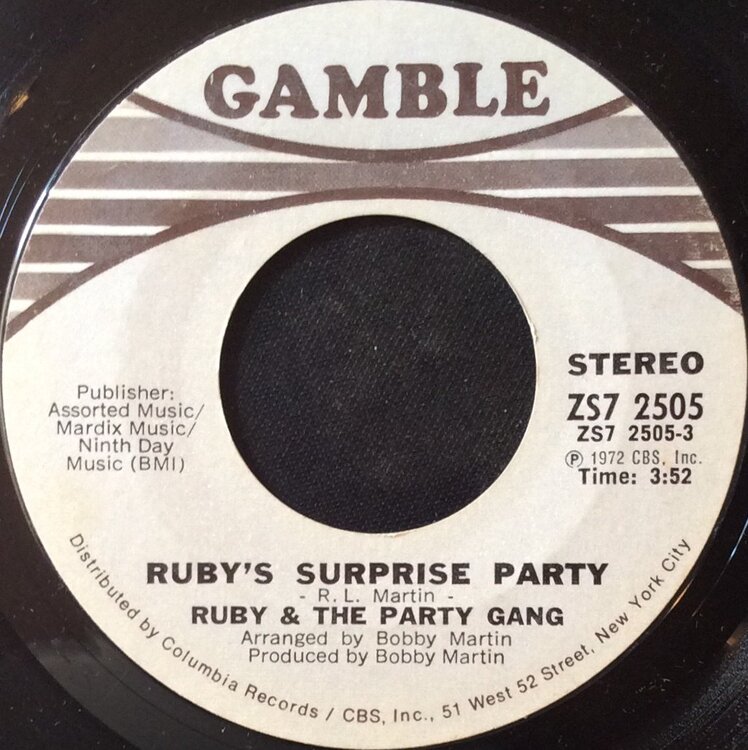 GAMBLE
STEREO
ZS7 2505
ZS7 2505-3
℗ 1972 CBS, Inc.
Time: 3:52
Publisher:
Assorted Music/
Mardix Music/
Ninth Day
Music (BMI)
RUBY'S SURPRISE PARTY
- R. L. Martin -
RUBY & THE PARTY GANG
Arranged by Bobby Martin
Produced by Bobby Martin
Distributed by Columbia Records / CBS, Inc., 51 West 52 Street, New York City